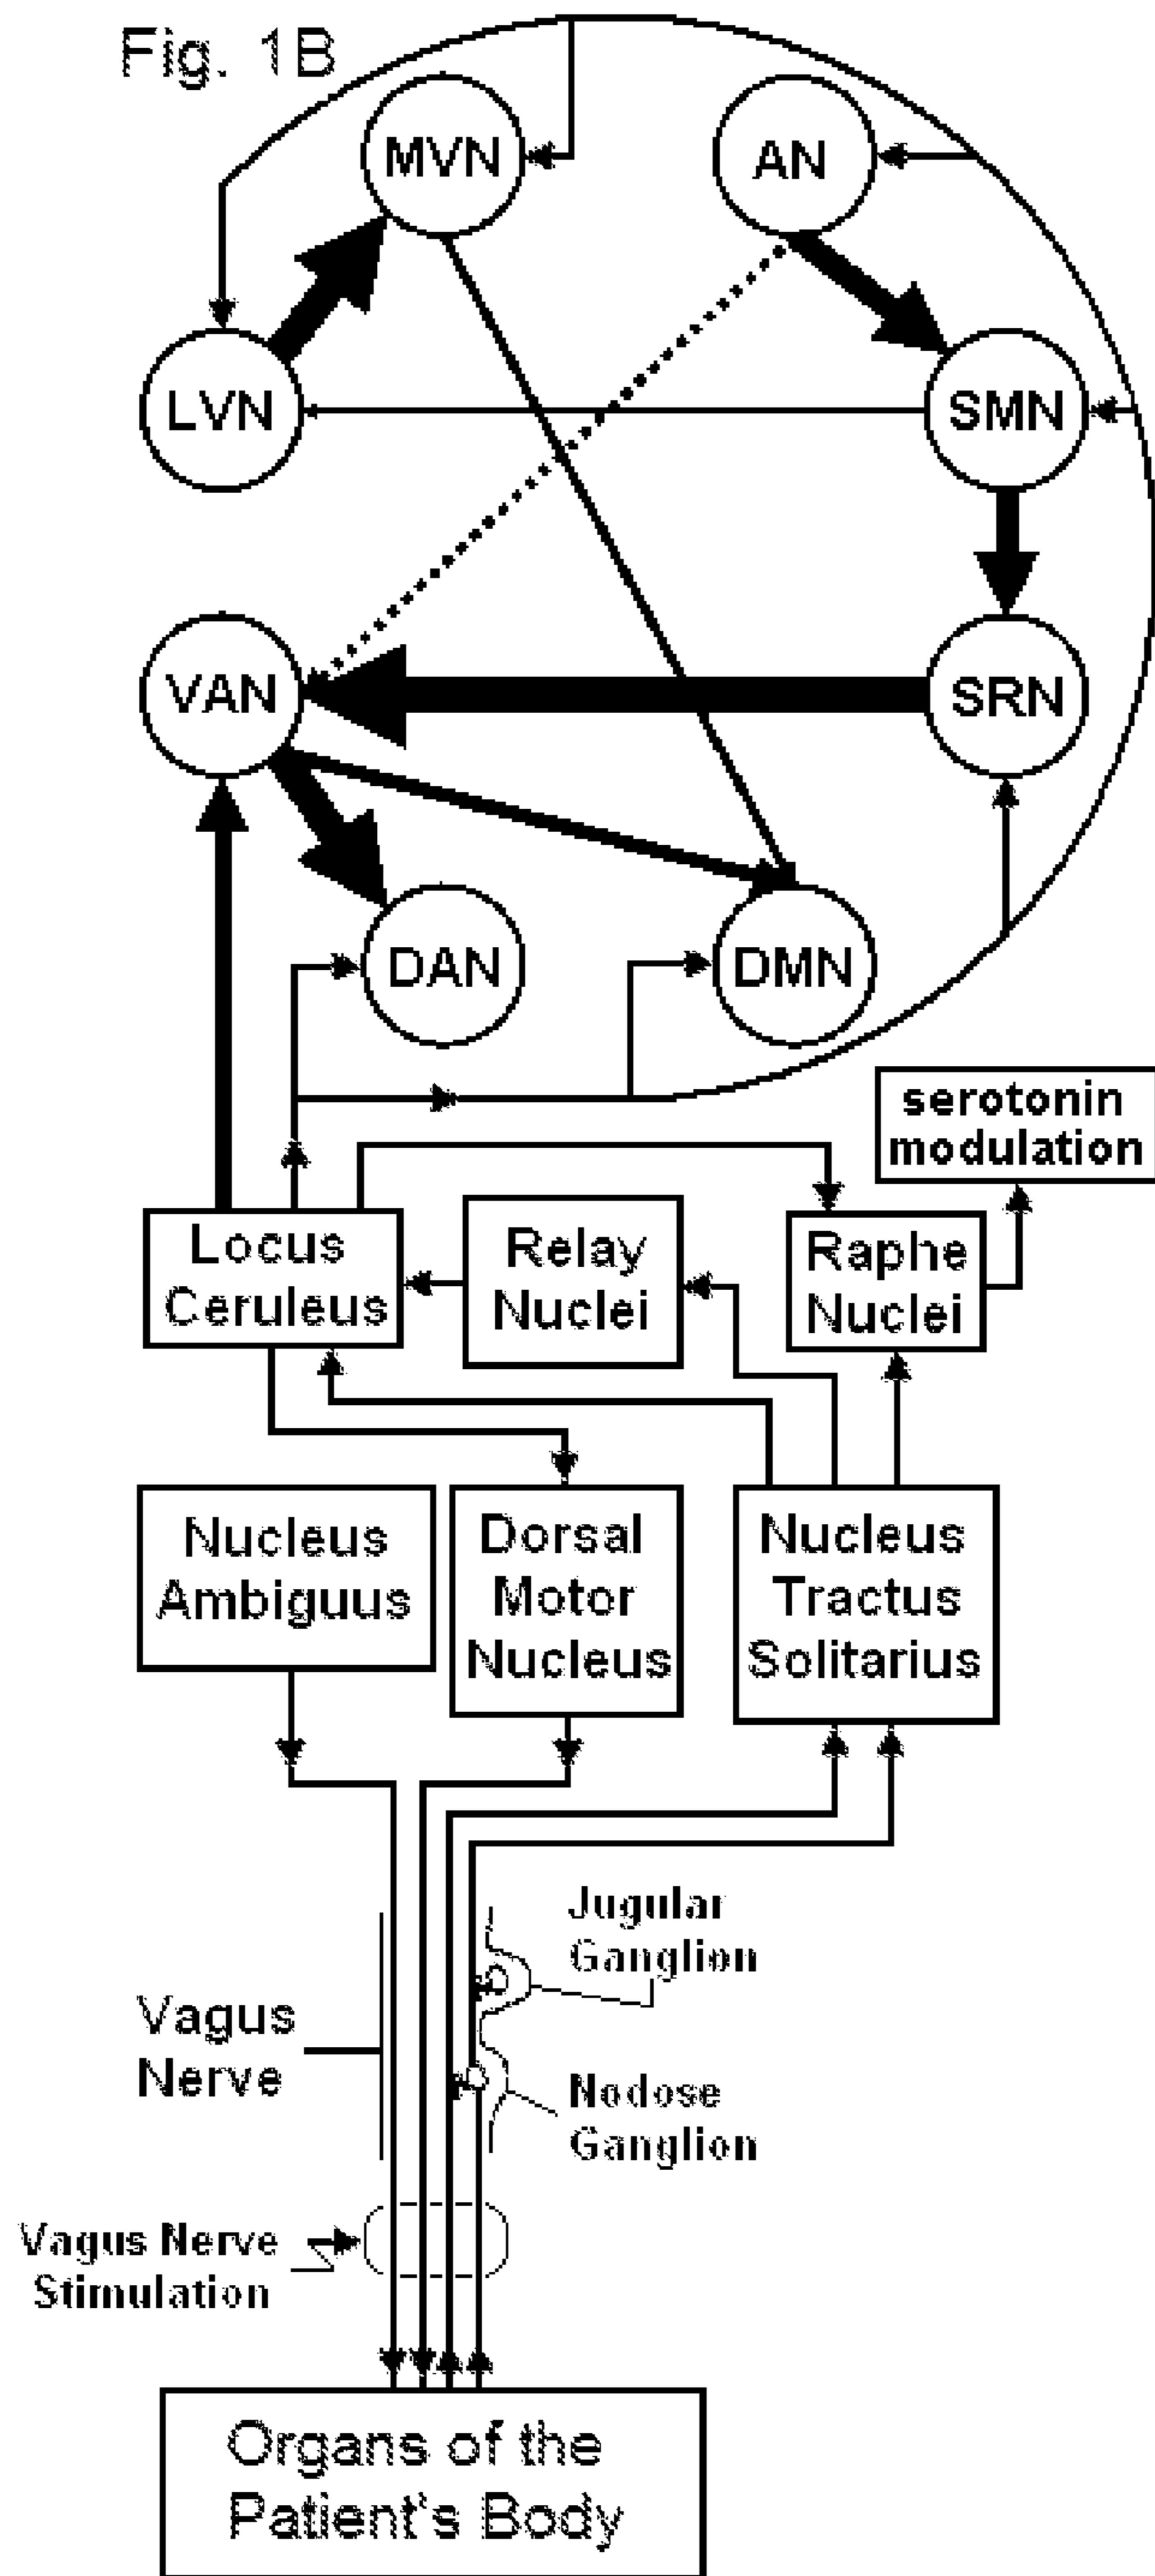 Fig. 1B
MVN
AN
LVN
SMN
VAN
SRN
DAN
DMN
serotonin
modulation
Locus
Ceruleus
Relay
Nuclei
Raphe
Nuclei
Nucleus
Ambiguus
Dorsal
Motor
Nucleus
Nucleus
Tractus
Solitarius
Jugular
Ganglion
Vagus
Nerve
Nodose
Ganglion
Vagus Nerve
Stimulation
Organs of the
Patient's Body